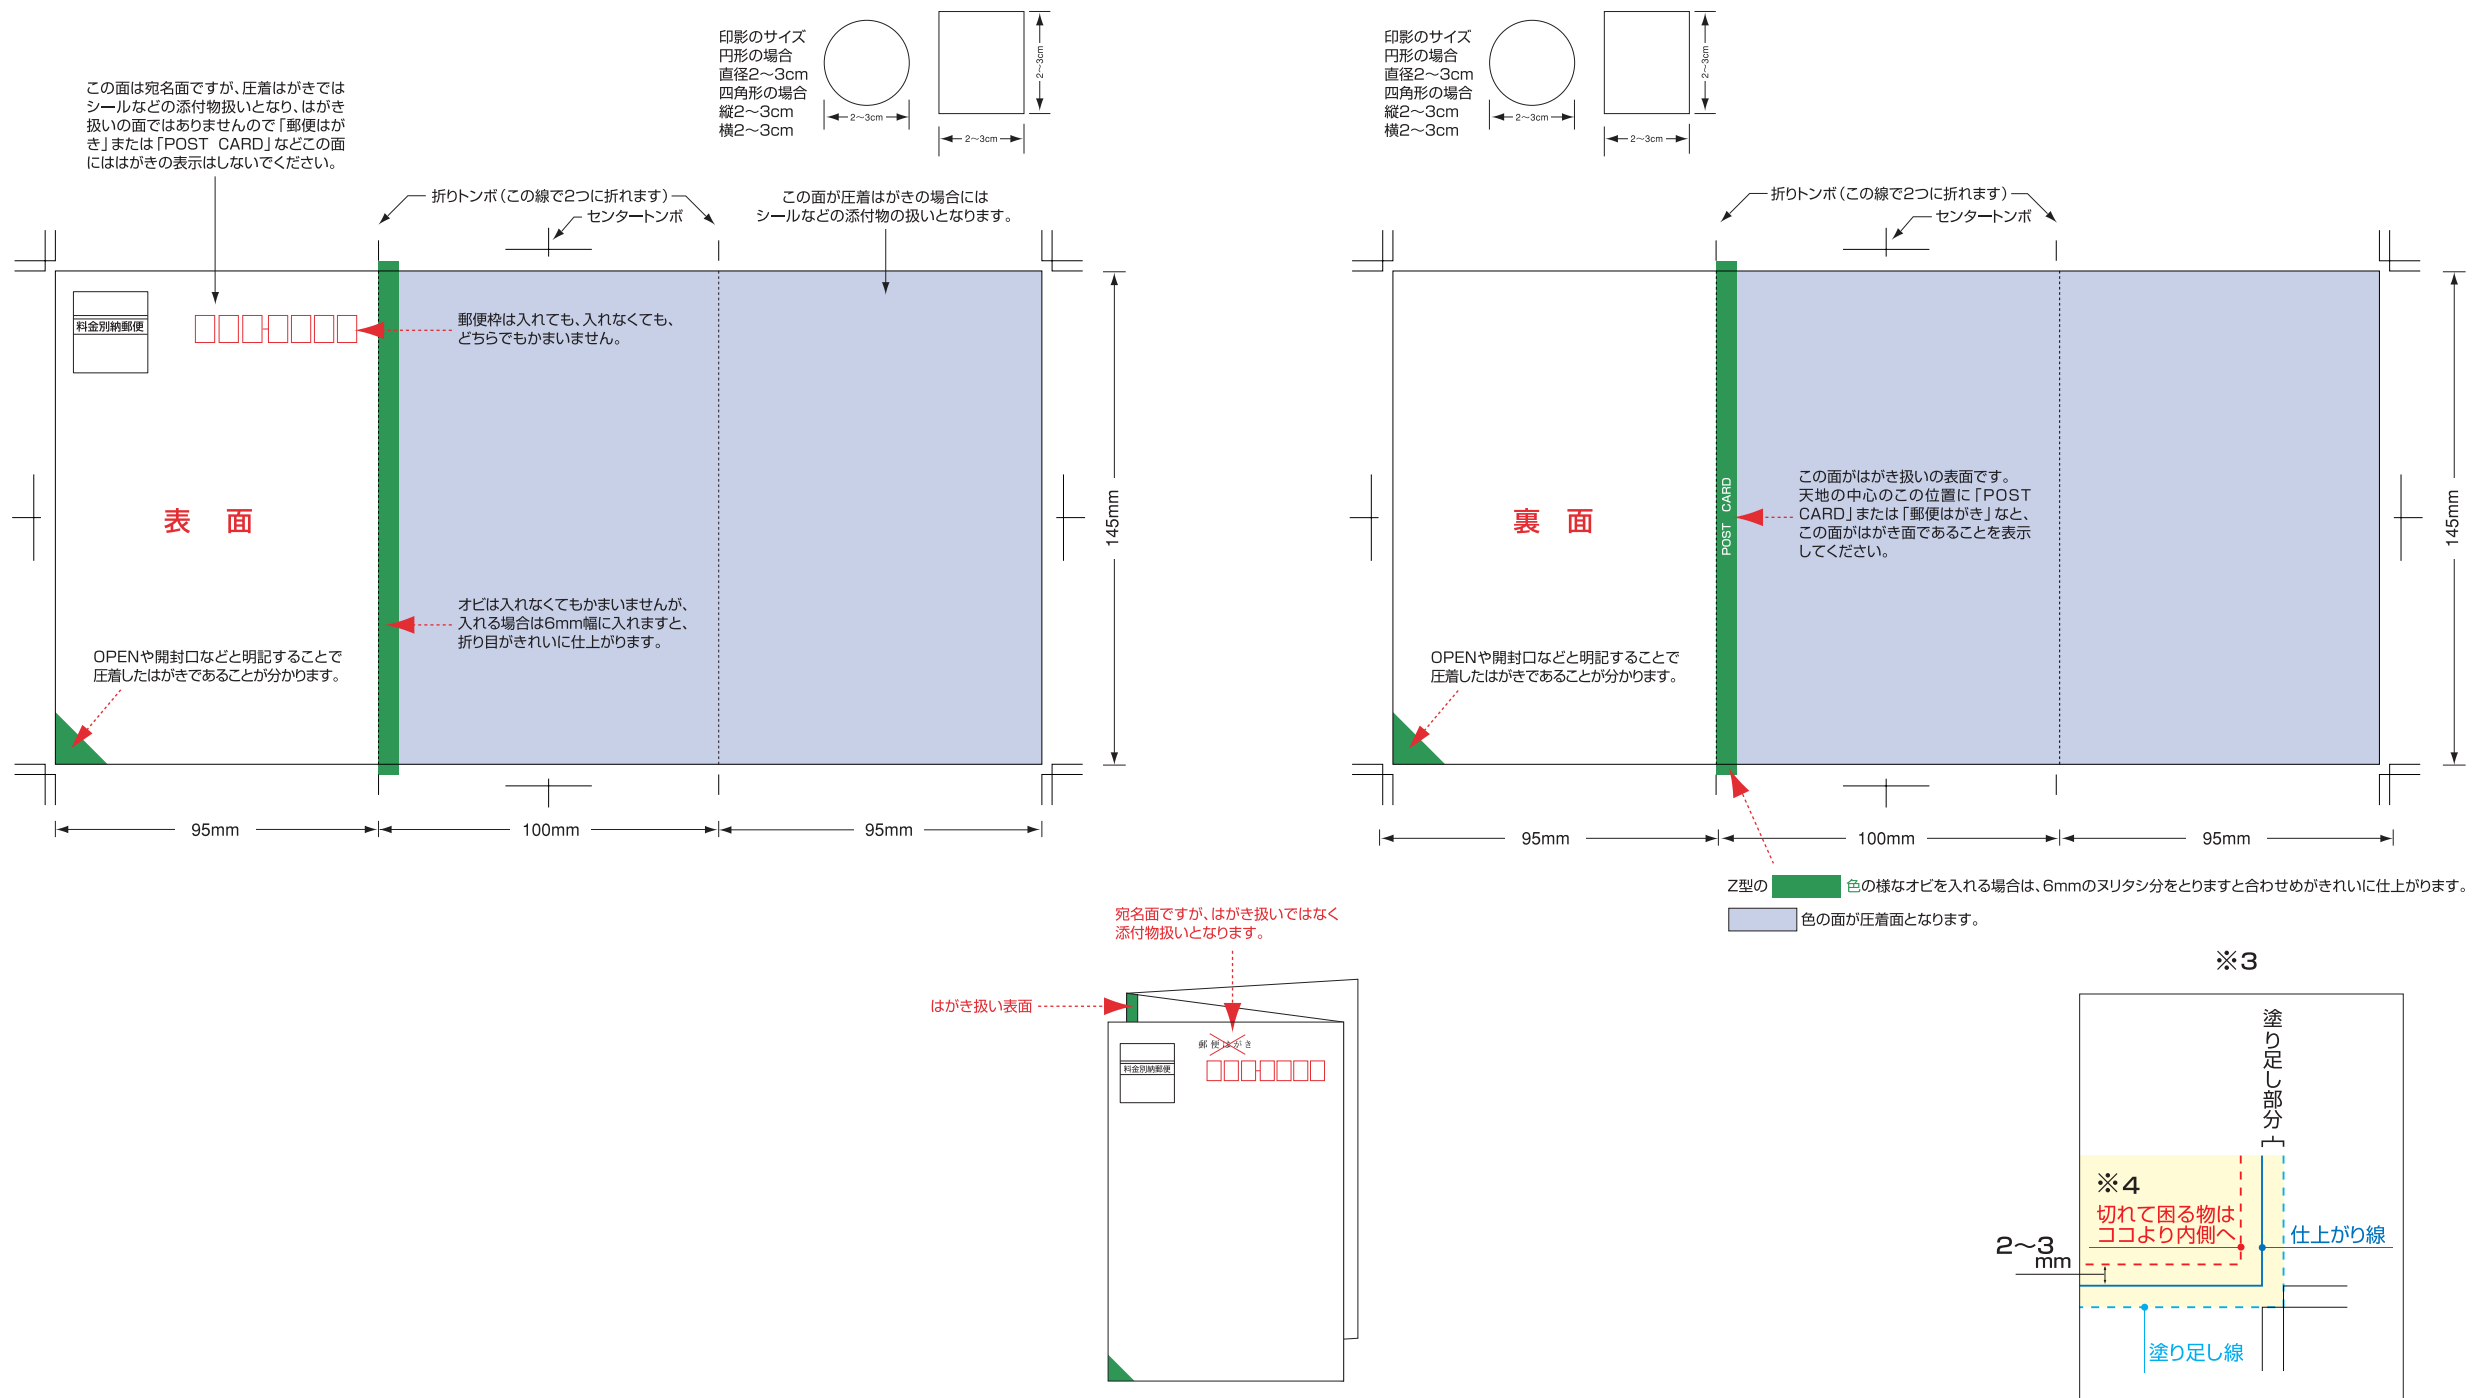 印影のサイズ
円形の場合
直径2〜3cm
四角形の場合
縦2〜3cm
横2〜3cm
2〜3cm
2〜3cm
2〜3cm
この面は宛名面ですが、圧着はがきでは
シールなどの添付物扱いとなり、はがき
扱いの面ではありませんので「郵便はが
き」または「POST CARD」などこの面
にははがきの表示はしないでください。
折りトンボ(この線で2つに折れます)
センタートンボ
この面が圧着はがきの場合には
シールなどの添付物の扱いとなります。
料金別納郵便
郵便枠は入れても、入れなくても、
どちらでもかまいません。
表 面
オビは入れなくてもかまいませんが、
入れる場合は6mm幅に入れますと、
折り目がきれいに仕上がります。
OPENや開封口などと明記することで
圧着したはがきであることが分かります。
145mm
95mm
100mm
95mm
印影のサイズ
円形の場合
直径2〜3cm
四角形の場合
縦2〜3cm
横2〜3cm
2〜3cm
2〜3cm
2〜3cm
折りトンボ(この線で2つに折れます)
センタートンボ
裏 面
POST CARD
この面がはがき扱いの表面です。
天地の中心のこの位置に「POST
CARD」または「郵便はがき」なと、
この面がはがき面であることを表示
してください。
OPENや開封口などと明記することで
圧着したはがきであることが分かります。
145mm
95mm
100mm
95mm
Z型の 色の様なオビを入れる場合は、6mmのヌリタシ分をとりますと合わせめがきれいに仕上がります。
色の面が圧着面となります。
宛名面ですが、はがき扱いではなく
添付物扱いとなります。
はがき扱い表面
郵便はがき
料金別納郵便
※3
塗り足し部分
※4
切れて困る物は
ココより内側へ
仕上がり線
2〜3
mm
塗り足し線